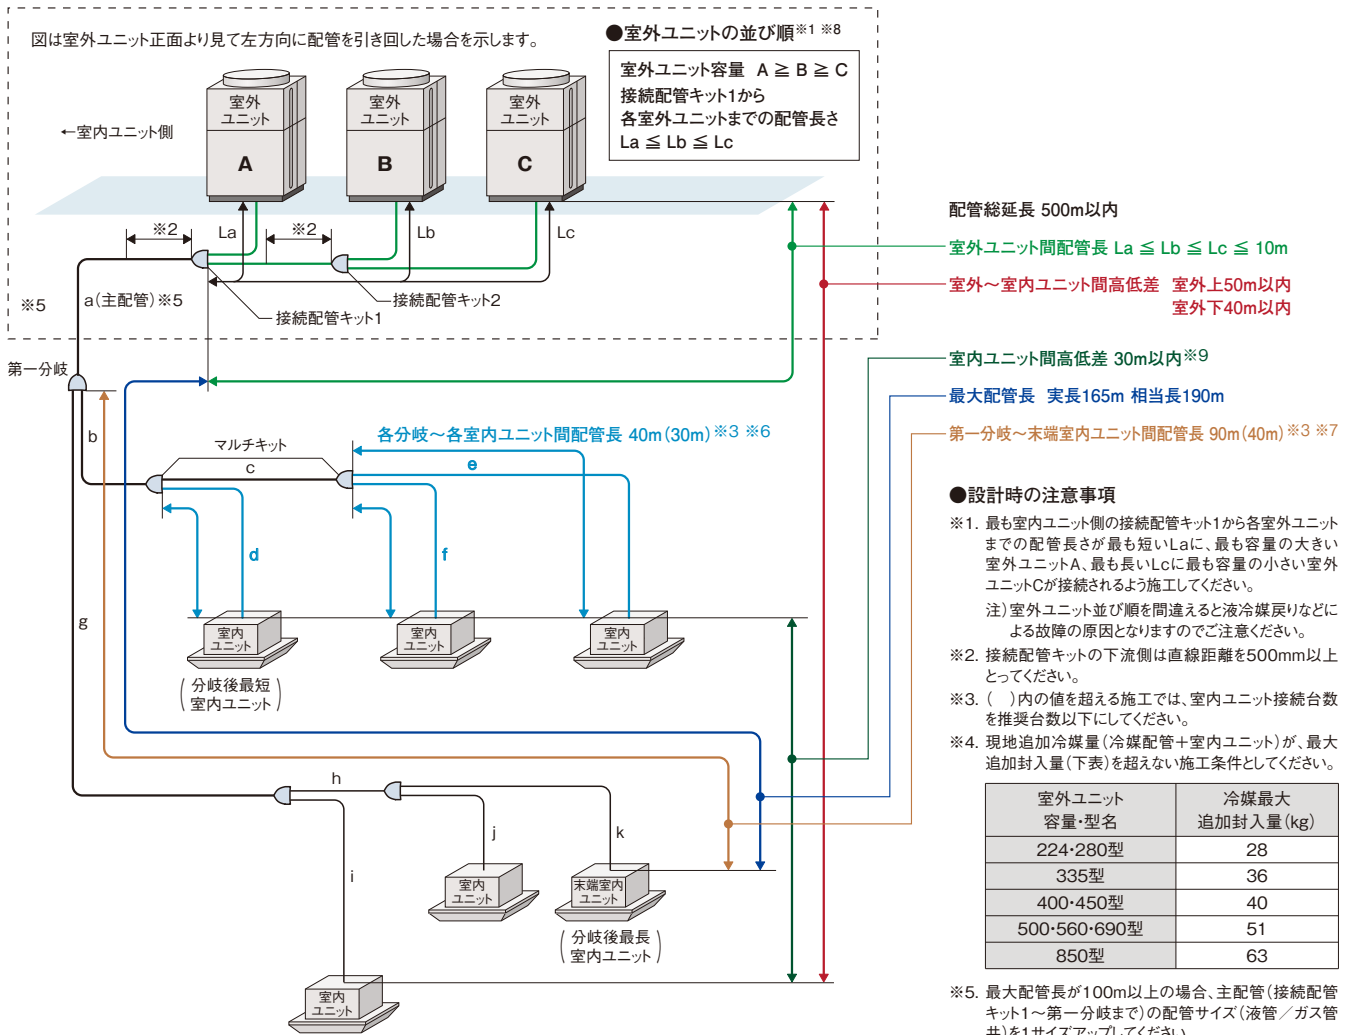 図は室外ユニット正面より見て左方向に配管を引き回した場合を示します。
●室外ユニットの並び順※1 ※8
室外ユニット容量 A ≧ B ≧ C
接続配管キット1から
各室外ユニットまでの配管長さ
La ≦ Lb ≦ Lc
←室内ユニット側
室外
ユニット
A
室外
ユニット
B
室外
ユニット
C
※2
La
※2
Lb
Lc
※5
a(主配管)※5
接続配管キット2
接続配管キット1
第一分岐
b
マルチキット
c
各分岐～各室内ユニット間配管長 40m(30m)※3 ※6
e
d
f
g
室内
ユニット
室内
ユニット
室内
ユニット
(分岐後最短
室内ユニット)
h
j
k
i
室内
ユニット
末端室内
ユニット
(分岐後最長
室内ユニット)
室内
ユニット
配管総延長 500m以内
室外ユニット間配管長 La ≦ Lb ≦ Lc ≦ 10m
室外～室内ユニット間高低差 室外上50m以内
室外下40m以内
室内ユニット間高低差 30m以内※9
最大配管長 実長165m 相当長190m
第一分岐～末端室内ユニット間配管長 90m(40m)※3 ※7
●設計時の注意事項
※1. 最も室内ユニット側の接続配管キット1から各室外ユニット
までの配管長さが最も短いLaに、最も容量の大きい
室外ユニットA、最も長いLcに最も容量の小さい室外
ユニットCが接続されるよう施工してください。
注)室外ユニット並び順を間違えると液冷媒戻りなどに
よる故障の原因となりますのでご注意ください。
※2. 接続配管キットの下流側は直線距離を500mm以上
とってください。
※3. ( )内の値を超える施工では、室内ユニット接続台数
を推奨台数以下にしてください。
※4. 現地追加冷媒量(冷媒配管＋室内ユニット)が、最大
追加封入量(下表)を超えない施工条件としてください。
室外ユニット
容量・型名
冷媒最大
追加封入量(kg)
224・280型 28
335型 36
400・450型 40
500・560・690型 51
850型 63
※5. 最大配管長が100m以上の場合、主配管(接続配管
キット1～第一分岐まで)の配管サイズ(液管／ガス管
共)を1サイズアップしてください。